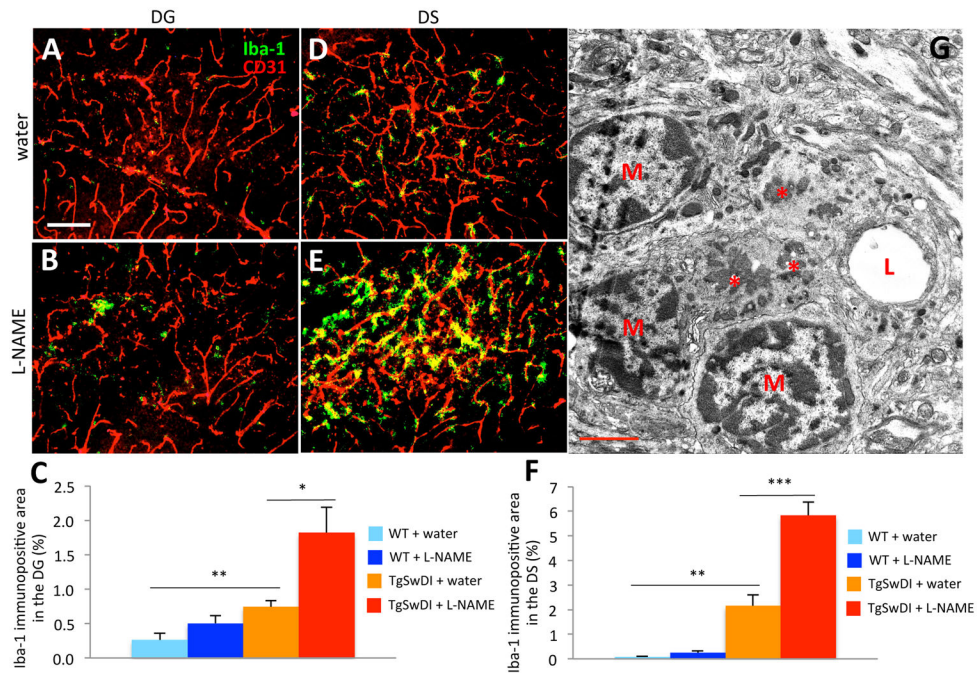 DG
DS
A
Iba-1
CD31
D
G
water
B
E
L-NAME
M
M
M
*
*
*
L
C
Iba-1 immunopositive area
in the DG (%)
2.5
2.0
1.5
1.0
0.5
0.0
**
*
WT + water
WT + L-NAME
TgSwDI + water
TgSwDI + L-NAME
F
Iba-1 immunopositive area
in the DS (%)
7
6
5
4
3
2
1
0
**
***
WT + water
WT + L-NAME
TgSwDI + water
TgSwDI + L-NAME